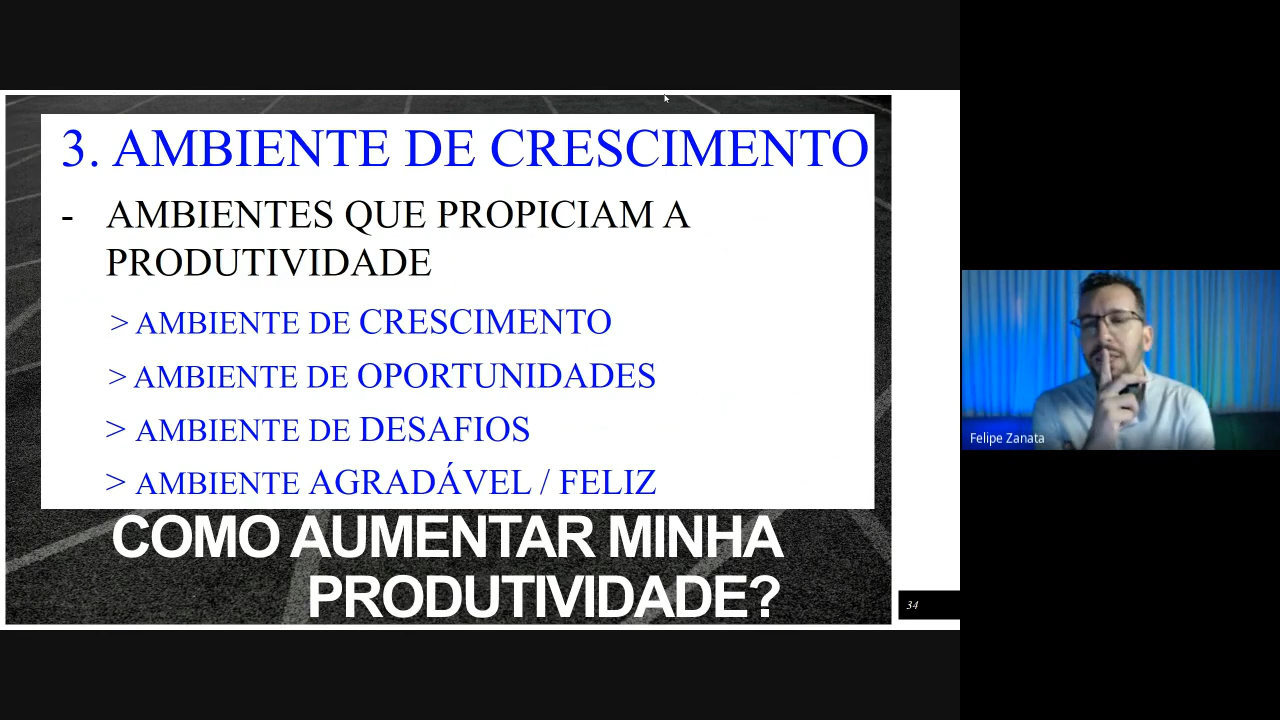 3. AMBIENTE DE CRESCIMENTO
- AMBIENTES QUE PROPICIAM A
PRODUTIVIDADE
> AMBIENTE DE CRESCIMENTO
> AMBIENTE DE OPORTUNIDADES
> AMBIENTE DE DESAFIOS
> AMBIENTE AGRADÁVEL / FELIZ
COMO AUMENTAR MINHA
PRODUTIVIDADE?
34
Felipe Zanata